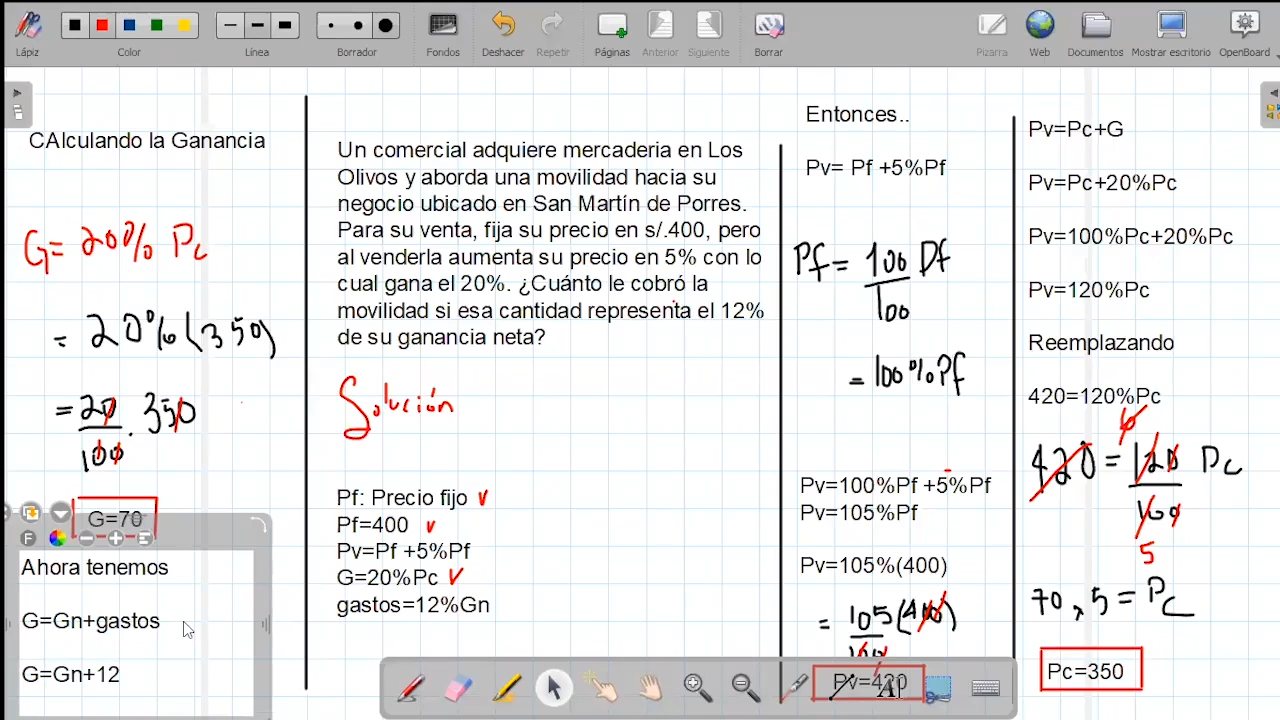 Lápiz
Color
Línea
Borrador
Fondos
Deshacer
Repetir
Páginas
Anterior
Siguiente
Borrar
Pizarra
Web
Documentos
Mostrar escritorio
OpenBoard
CAlculando la Ganancia
G= 20% Pc
= 20%(350)
= 20/100 . 350
G=70
F
Ahora tenemos
G=Gn+gastos
G=Gn+12
Un comercial adquiere mercaderia en Los
Olivos y aborda una movilidad hacia su
negocio ubicado en San Martín de Porres.
Para su venta, fija su precio en s/.400, pero
al venderla aumenta su precio en 5% con lo
cual gana el 20%. ¿Cuánto le cobró la
movilidad si esa cantidad representa el 12%
de su ganancia neta?
Solución
Pf: Precio fijo
Pf=400
Pv=Pf +5%Pf
G=20%Pc
gastos=12%Gn
Entonces..
Pv= Pf +5%Pf
Pf= 100/100 Pf
= 100%Pf
Pv=100%Pf +5%Pf
Pv=105%Pf
Pv=105%(400)
= 105/100 (400)
Pv=420
Pv=Pc+G
Pv=Pc+20%Pc
Pv=100%Pc+20%Pc
Pv=120%Pc
Reemplazando
420=120%Pc
6
420 = 120/100 Pc
5
70 , 5 = Pc
Pc=350